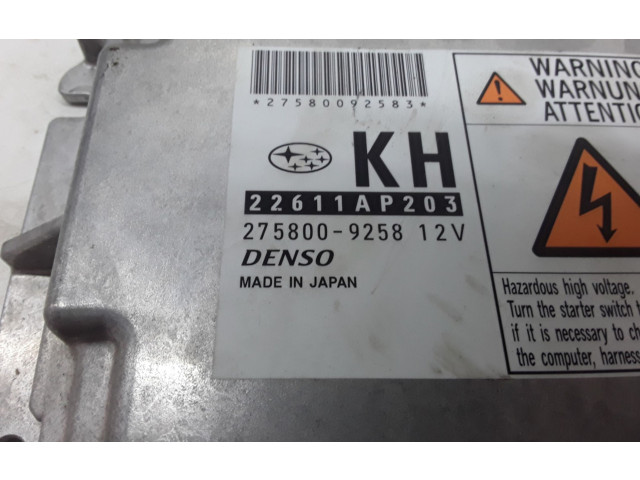 *27580092583*
KH
22611AP203
275800-9258 12V
DENSO
MADE IN JAPAN
WARNING
WARNUN
ATTENTI
Hazardous high voltage.
Turn the starter switch t
if it is necessary to ch
the computer, harness